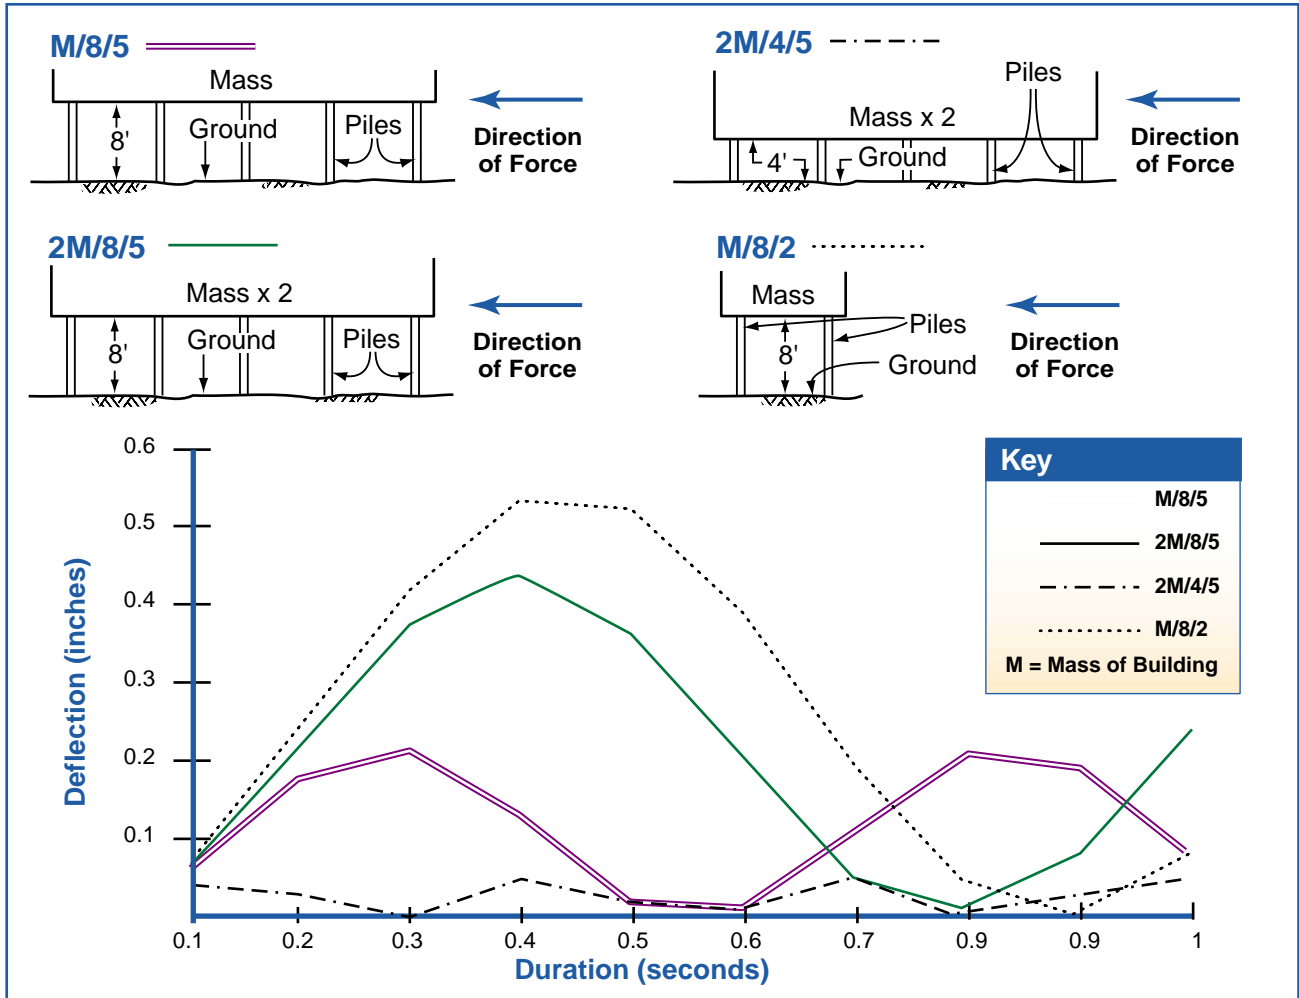 M/8/5
Mass
8'
Ground
Piles
Direction
of Force
2M/4/5
Piles
Mass x 2
4'
Ground
Direction
of Force
2M/8/5
Mass x 2
8'
Ground
Piles
Direction
of Force
M/8/2
Mass
8'
Piles
Ground
Direction
of Force
Deflection (inches)
0.6
0.5
0.4
0.3
0.2
0.1
0.1 0.2 0.3 0.4 0.5 0.6 0.7 0.9 0.9 1
Duration (seconds)
Key
M/8/5
2M/8/5
2M/4/5
M/8/2
M = Mass of Building